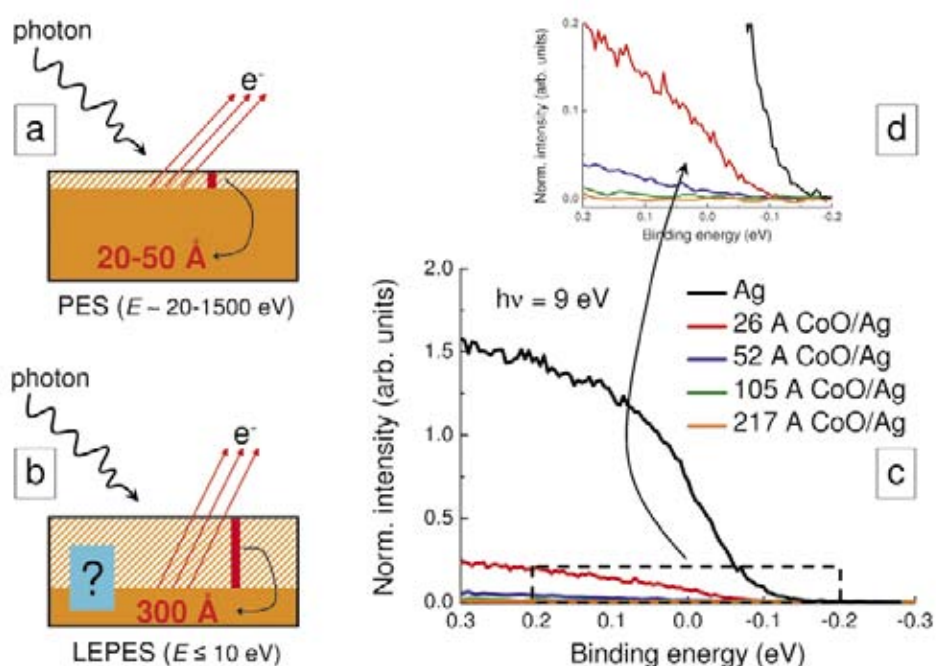 photon
e-
a
20-50 Å
PES (E ~ 20-1500 eV)
photon
e-
b
?
300 Å
LEPES (E ≤ 10 eV)
0.2
0.1
0.0
Norm. intensity (arb. units)
0.2 0.1 0.0 -0.1 -0.2
Binding energy (eV)
d
2.0
1.5
1.0
0.5
0.0
Norm. intensity (arb. units)
hν = 9 eV
Ag
26 A CoO/Ag
52 A CoO/Ag
105 A CoO/Ag
217 A CoO/Ag
c
0.3 0.2 0.1 0.0 -0.1 -0.2 -0.3
Binding energy (eV)